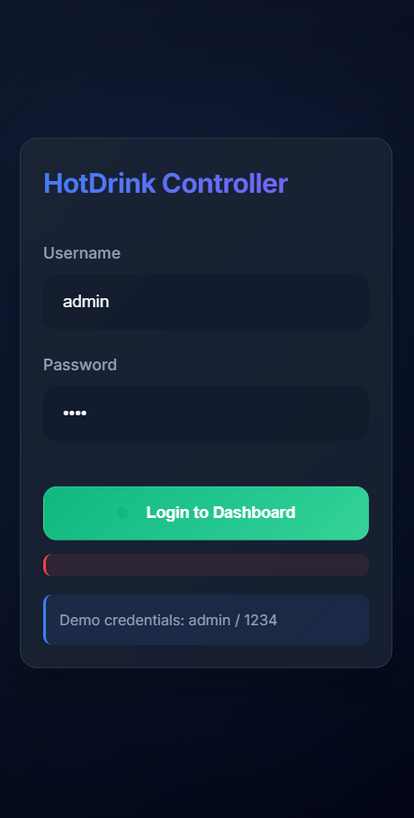 HotDrink Controller
Username
admin
Password
••••
Login to Dashboard
Demo credentials: admin / 1234